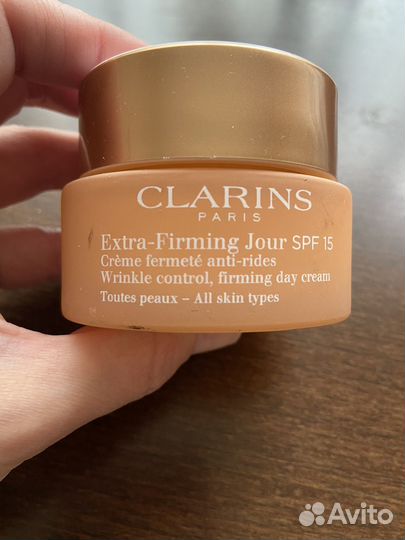 CLARINS
PARIS
Extra-Firming Jour SPF 15
Crème fermeté anti-rides
Wrinkle control, firming day cream
Toutes peaux – All skin types
Avito